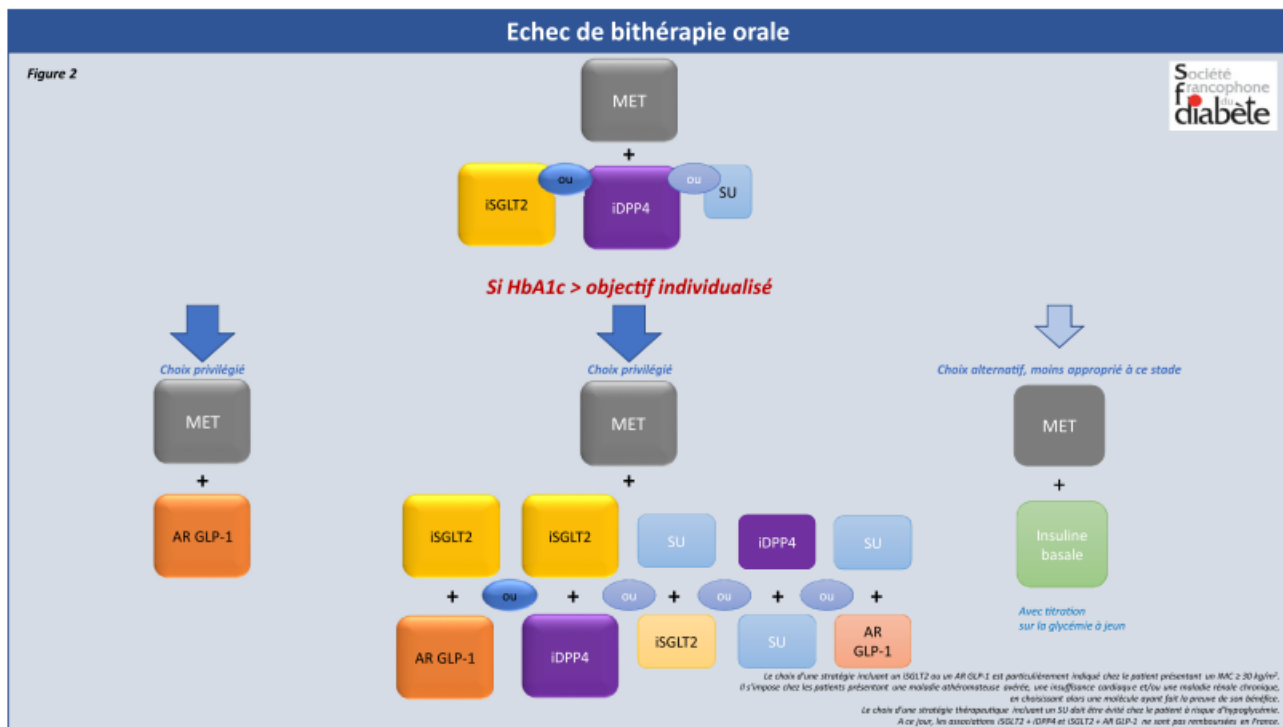 Echec de bithérapie orale
Figure 2
Société
francophone
du
diabète
MET
+
iSGLT2 ou iDPP4 ou SU
Si HbA1c > objectif individualisé
Choix privilégié
MET
+
AR GLP-1
Choix privilégié
MET
+
iSGLT2 iSGLT2 SU iDPP4 SU
+ ou + ou + ou + ou +
AR GLP-1 iDPP4 iSGLT2 SU AR GLP-1
Choix alternatif, moins approprié à ce stade
MET
+
Insuline
basale
Avec titration
sur la glycémie à jeun
Le choix d'une stratégie incluant un iSGLT2 ou un AR GLP-1 est particulièrement indiqué chez le patient présentant un IMC ≥ 30 kg/m².
Il s'impose chez les patients présentant une maladie athéromateuse avérée, une insuffisance cardiaque et/ou une maladie rénale chronique,
en choisissant alors une molécule ayant fait la preuve de son bénéfice.
Le choix d'une stratégie thérapeutique incluant un SU doit être évité chez le patient à risque d'hypoglycémie.
A ce jour, les associations iSGLT2 + iDPP4 et iSGLT2 + AR GLP-1 ne sont pas remboursées en France